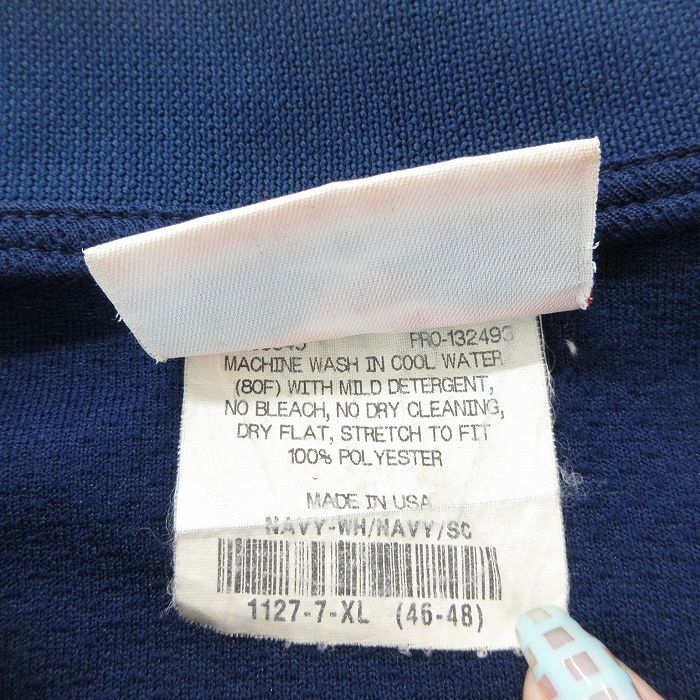 PRO-132493
MACHINE WASH IN COOL WATER
(80F) WITH MILD DETERGENT,
NO BLEACH, NO DRY CLEANING,
DRY FLAT, STRETCH TO FIT
100% POLYESTER
MADE IN USA
NAVY-WH/NAVY/SC
1127-7-XL (46-48)